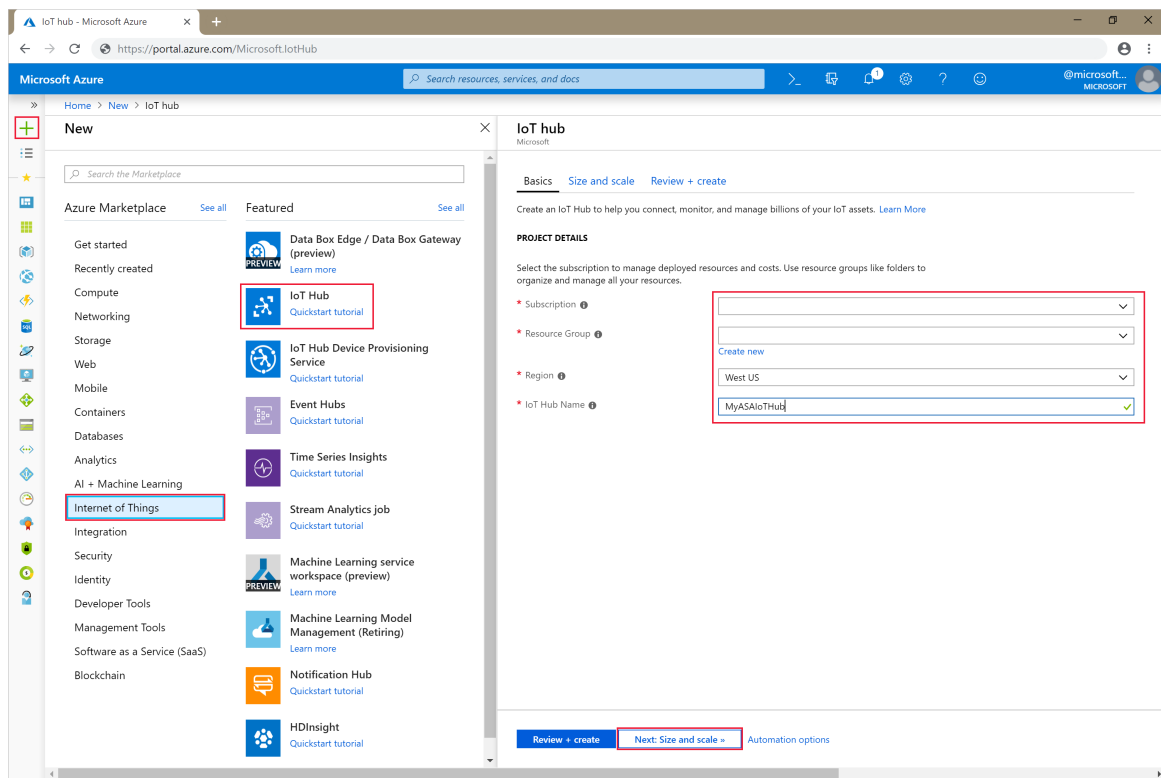 IoT hub - Microsoft Azure
https://portal.azure.com/Microsoft.IotHub
Microsoft Azure
Search resources, services, and docs
1
@microsoft...
MICROSOFT
Home > New > IoT hub
New
Search the Marketplace
Azure Marketplace
See all
Get started
Recently created
Compute
Networking
Storage
Web
Mobile
Containers
Databases
Analytics
AI + Machine Learning
Internet of Things
Integration
Security
Identity
Developer Tools
Management Tools
Software as a Service (SaaS)
Blockchain
Featured
See all
Data Box Edge / Data Box Gateway
(preview)
PREVIEW
Learn more
IoT Hub
Quickstart tutorial
IoT Hub Device Provisioning
Service
Quickstart tutorial
Event Hubs
Quickstart tutorial
Time Series Insights
Quickstart tutorial
Stream Analytics job
Quickstart tutorial
Machine Learning service
workspace (preview)
PREVIEW
Learn more
Machine Learning Model
Management (Retiring)
Learn more
Notification Hub
Quickstart tutorial
HDInsight
Quickstart tutorial
IoT hub
Microsoft
Basics
Size and scale
Review + create
Create an IoT Hub to help you connect, monitor, and manage billions of your IoT assets. Learn More
PROJECT DETAILS
Select the subscription to manage deployed resources and costs. Use resource groups like folders to
organize and manage all your resources.
* Subscription
* Resource Group
Create new
* Region
West US
* IoT Hub Name
MyASAIoTHub
Review + create
Next: Size and scale »
Automation options
SQL